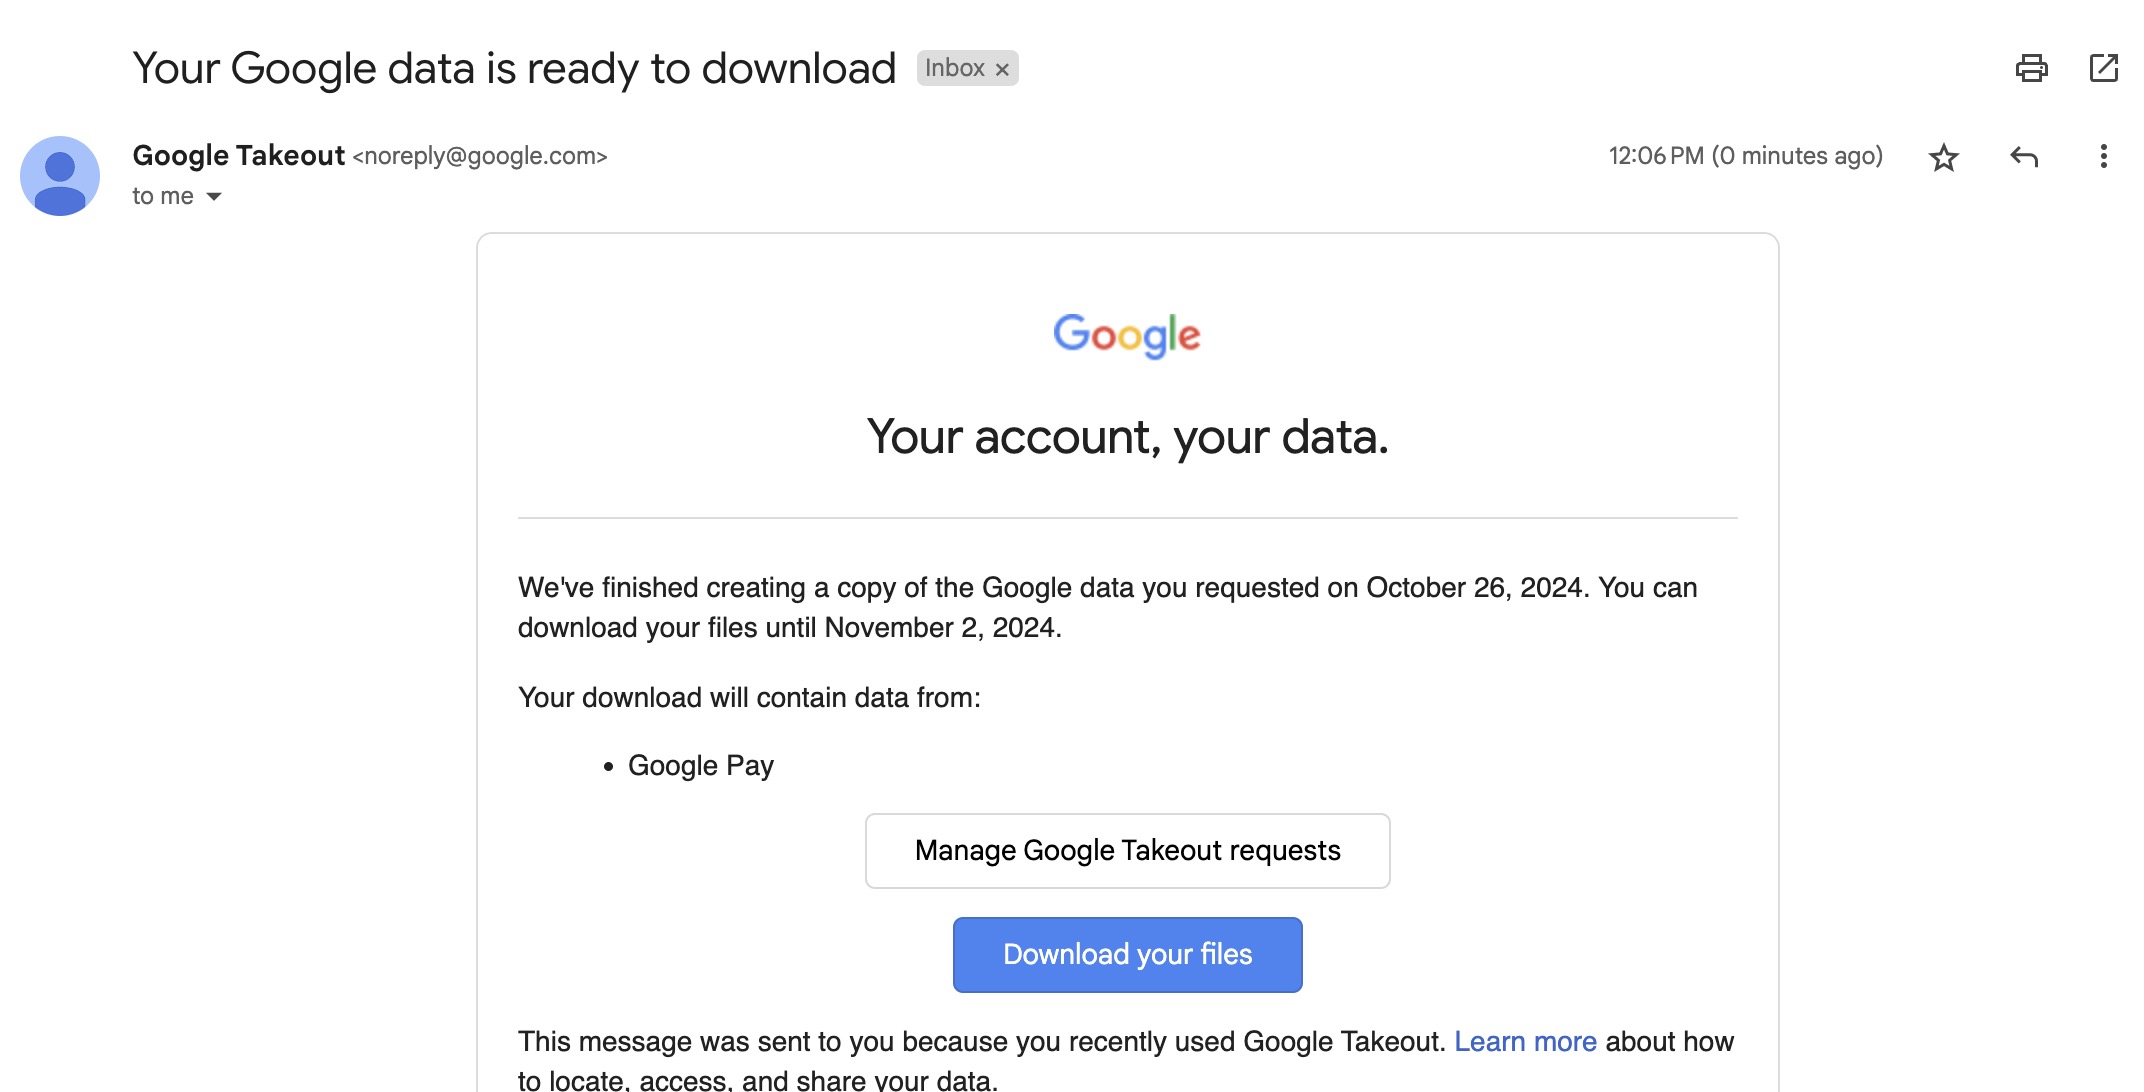 Your Google data is ready to download Inbox ×
Google Takeout <noreply@google.com> 12:06 PM (0 minutes ago)
to me
Google
Your account, your data.
We've finished creating a copy of the Google data you requested on October 26, 2024. You can
download your files until November 2, 2024.
Your download will contain data from:
• Google Pay
Manage Google Takeout requests
Download your files
This message was sent to you because you recently used Google Takeout. Learn more about how
to locate, access, and share your data.